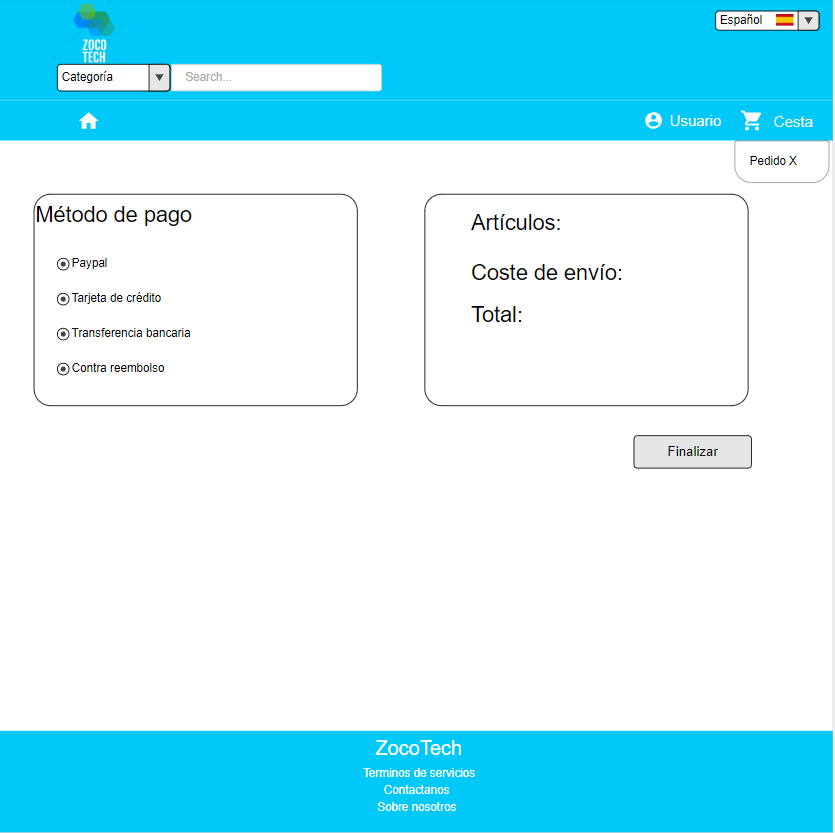 ZOCO
TECH
Español
Categoría
Search...
Usuario
Cesta
Pedido X
Método de pago
Paypal
Tarjeta de crédito
Transferencia bancaria
Contra reembolso
Artículos:
Coste de envío:
Total:
Finalizar
ZocoTech
Terminos de servicios
Contactanos
Sobre nosotros